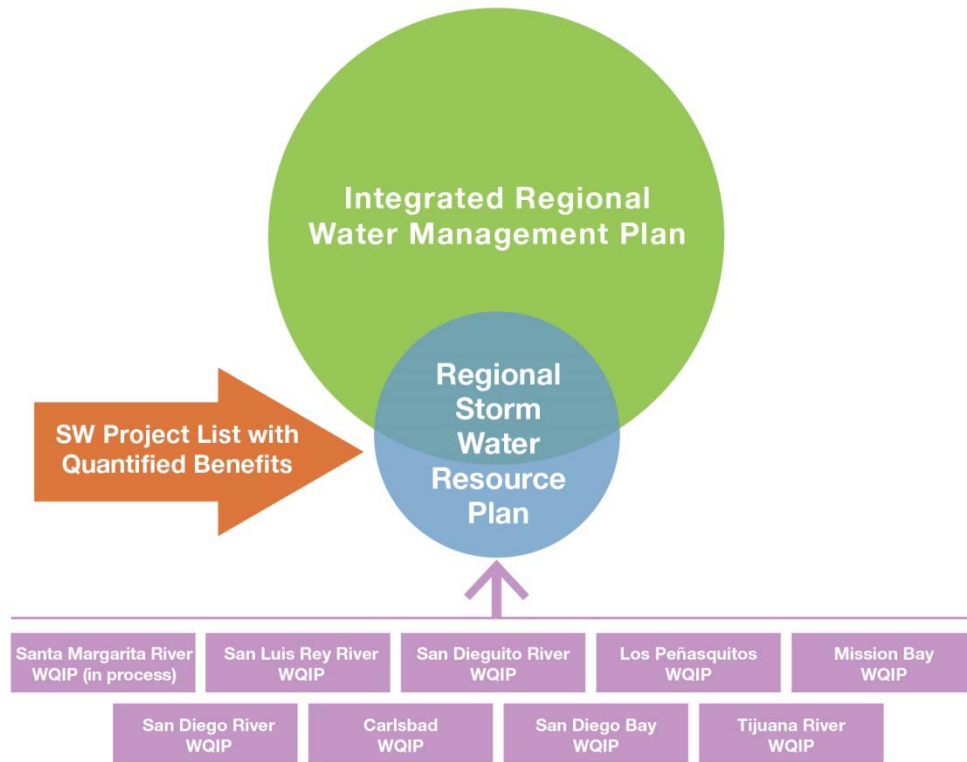 Integrated Regional
Water Management Plan
Regional
Storm
Water
Resource
Plan
SW Project List with
Quantified Benefits
Santa Margarita River
WQIP (in process)
San Luis Rey River
WQIP
San Dieguito River
WQIP
Los Peñasquitos
WQIP
Mission Bay
WQIP
San Diego River
WQIP
Carlsbad
WQIP
San Diego Bay
WQIP
Tijuana River
WQIP